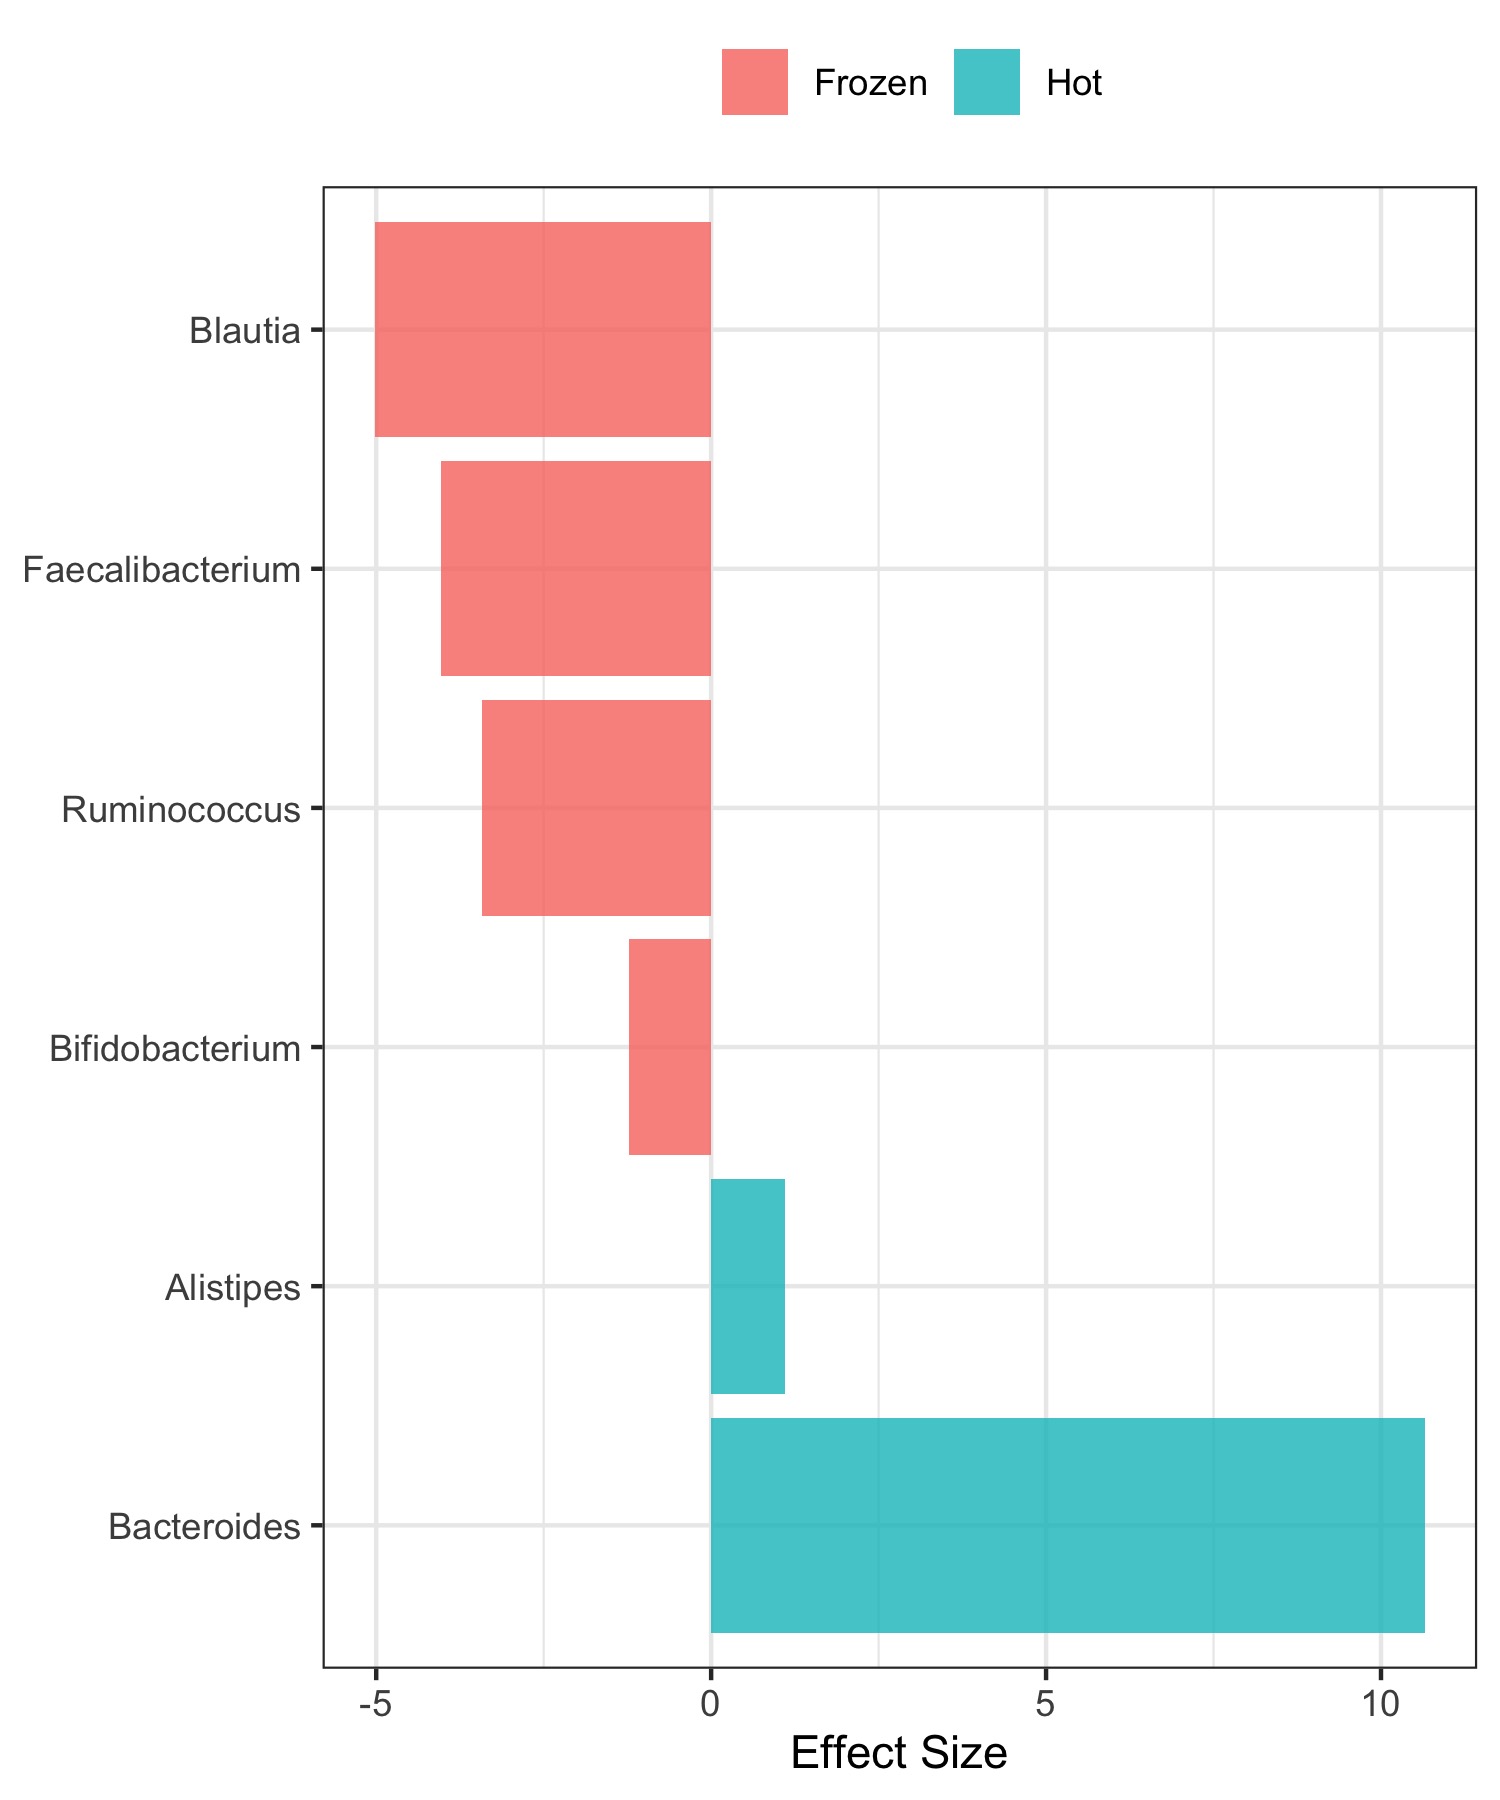 Frozen Hot
Blautia
Faecalibacterium
Ruminococcus
Bifidobacterium
Alistipes
Bacteroides
-5 0 5 10
Effect Size